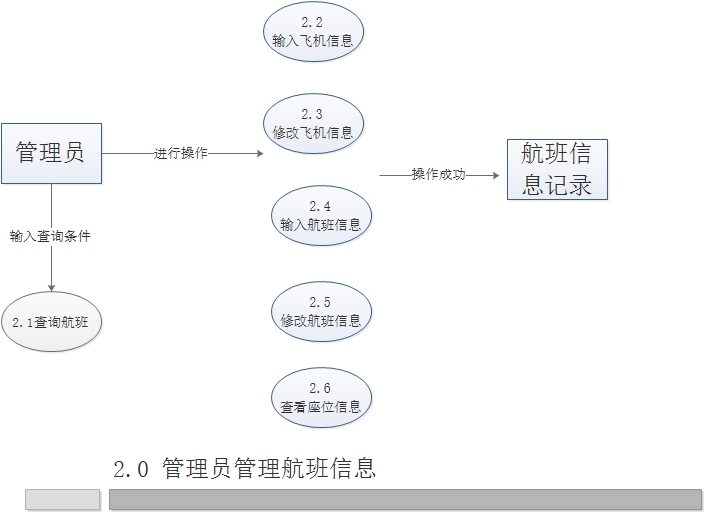 2.2
输入飞机信息
2.3
修改飞机信息
管理员
进行操作
航班信
息记录
操作成功
2.4
输入航班信息
输入查询条件
2.5
修改航班信息
2.1查询航班
2.6
查看座位信息
2.0 管理员管理航班信息